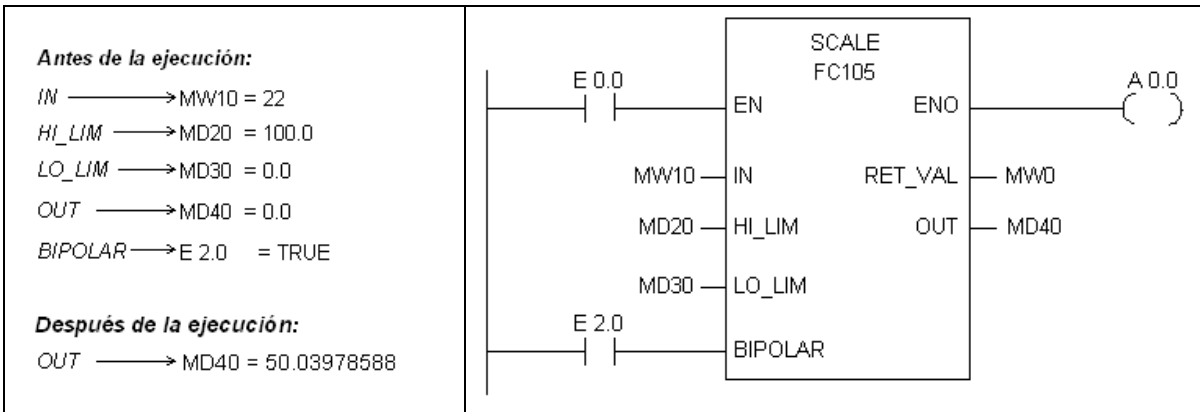 Antes de la ejecución:
IN → MW10 = 22
HI_LIM → MD20 = 100.0
LO_LIM → MD30 = 0.0
OUT → MD40 = 0.0
BIPOLAR → E 2.0 = TRUE
Después de la ejecución:
OUT → MD40 = 50.03978588
SCALE
FC105
E 0.0
EN
ENO
A 0.0
MW10
IN
RET_VAL
MW0
MD20
HI_LIM
OUT
MD40
MD30
LO_LIM
E 2.0
BIPOLAR